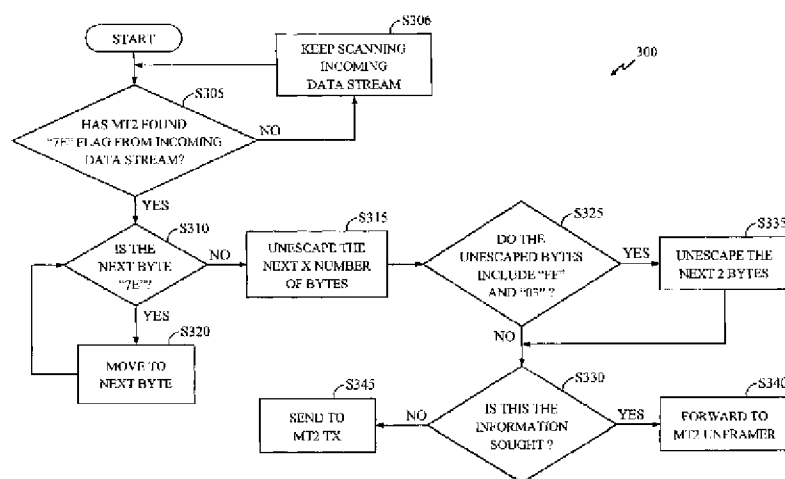 START
S306
KEEP SCANNING
INCOMING
DATA STREAM
300
S305
HAS MT2 FOUND
"7E" FLAG FROM INCOMING
DATA STREAM?
NO
YES
S310
IS THE
NEXT BYTE
"7E"?
NO
S315
UNESCAPE THE
NEXT X NUMBER
OF BYTES
S325
DO THE
UNESCAPED BYTES
INCLUDE "FF"
AND "03" ?
YES
S335
UNESCAPE THE
NEXT 2 BYTES
YES
S320
MOVE TO
NEXT BYTE
NO
S345
SEND TO
MT2 TX
NO
S330
IS THIS THE
INFORMATION
SOUGHT ?
YES
S340
FORWARD TO
MT2 UNFRAMER